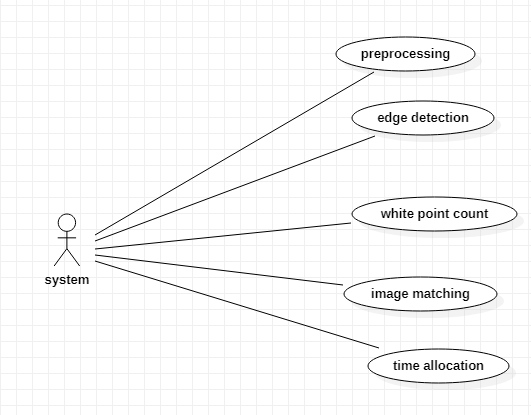 preprocessing
edge detection
white point count
system
image matching
time allocation